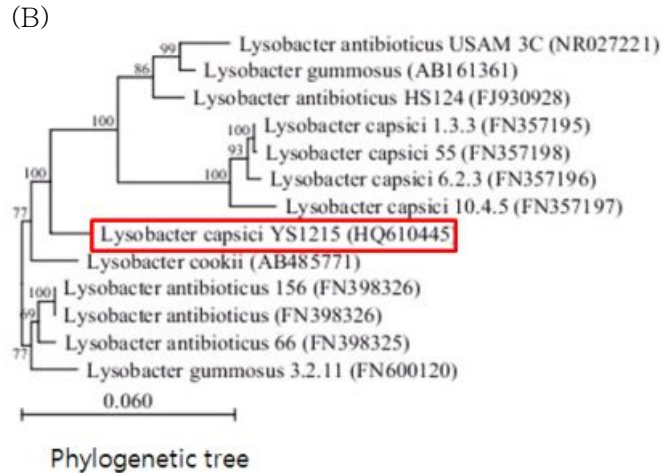 (B)
99
Lysobacter antibioticus USAM 3C (NR027221)
86
Lysobacter gummosus (AB161361)
Lysobacter antibioticus HS124 (FJ930928)
100
100
Lysobacter capsici 1.3.3 (FN357195)
93
Lysobacter capsici 55 (FN357198)
100
100
Lysobacter capsici 6.2.3 (FN357196)
Lysobacter capsici 10.4.5 (FN357197)
77
Lysobacter capsici YS1215 (HQ610445
Lysobacter cookii (AB485771)
100
Lysobacter antibioticus 156 (FN398326)
69
Lysobacter antibioticus (FN398326)
77
Lysobacter antibioticus 66 (FN398325)
Lysobacter gummosus 3.2.11 (FN600120)
0.060
Phylogenetic tree